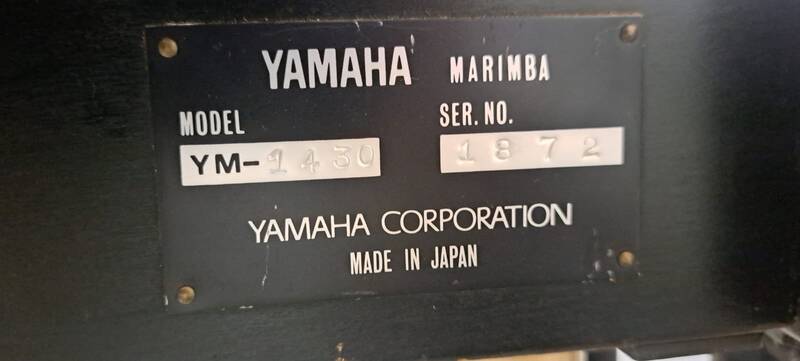 YAMAHA MARIMBA
MODEL SER. NO.
YM-1430 1872
YAMAHA CORPORATION
MADE IN JAPAN